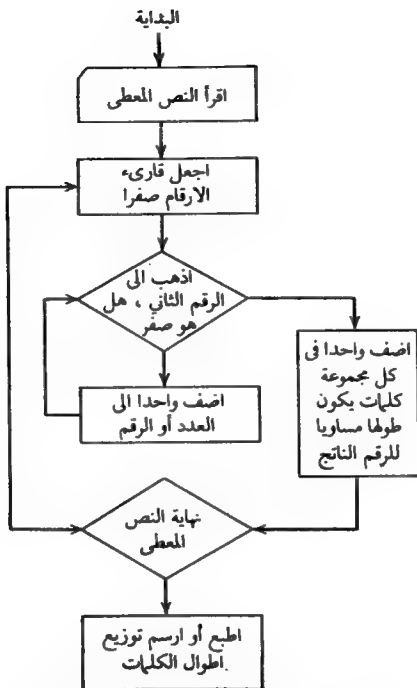 البداية
اقرأ النص المعطى
اجعل قارىء
الارقام صفرا
اذهب الى
الرقم الثاني ، هل
هو صفر
اضف واحدا الى
العدد أو الرقم
اضف واحدا فى
كل مجموعة
كلمات يكون
طولها مساويا
للرقم الناتج
نهاية النص
المعطى
اطبع أو ارسم توزيع
اطوال الكلمات.